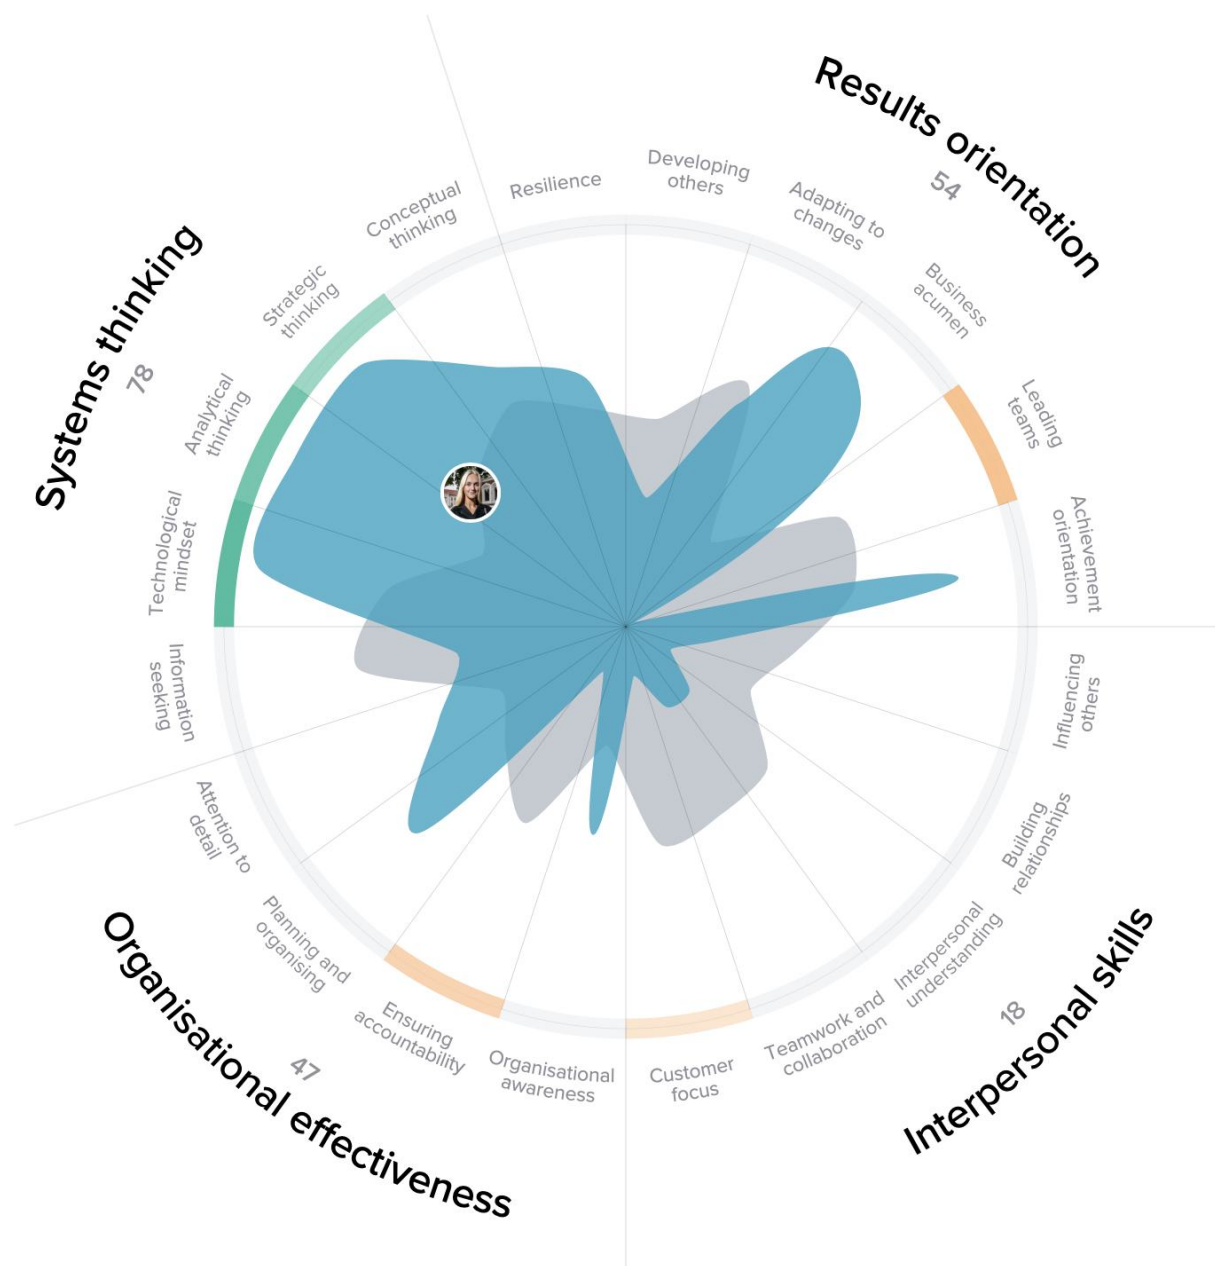 Results orientation
54
Resilience
Developing
others
Adapting to
changes
Business
acumen
Leading
teams
Achievement
orientation
Influencing
others
Building
relationships
Interpersonal
understanding
Teamwork and
collaboration
Customer
focus
Interpersonal skills
18
Organisational
awareness
Ensuring
accountability
Planning and
organising
Attention to
detail
Organisational effectiveness
47
Information
seeking
Technological
mindset
Analytical
thinking
Strategic
thinking
Conceptual
thinking
Systems thinking
78